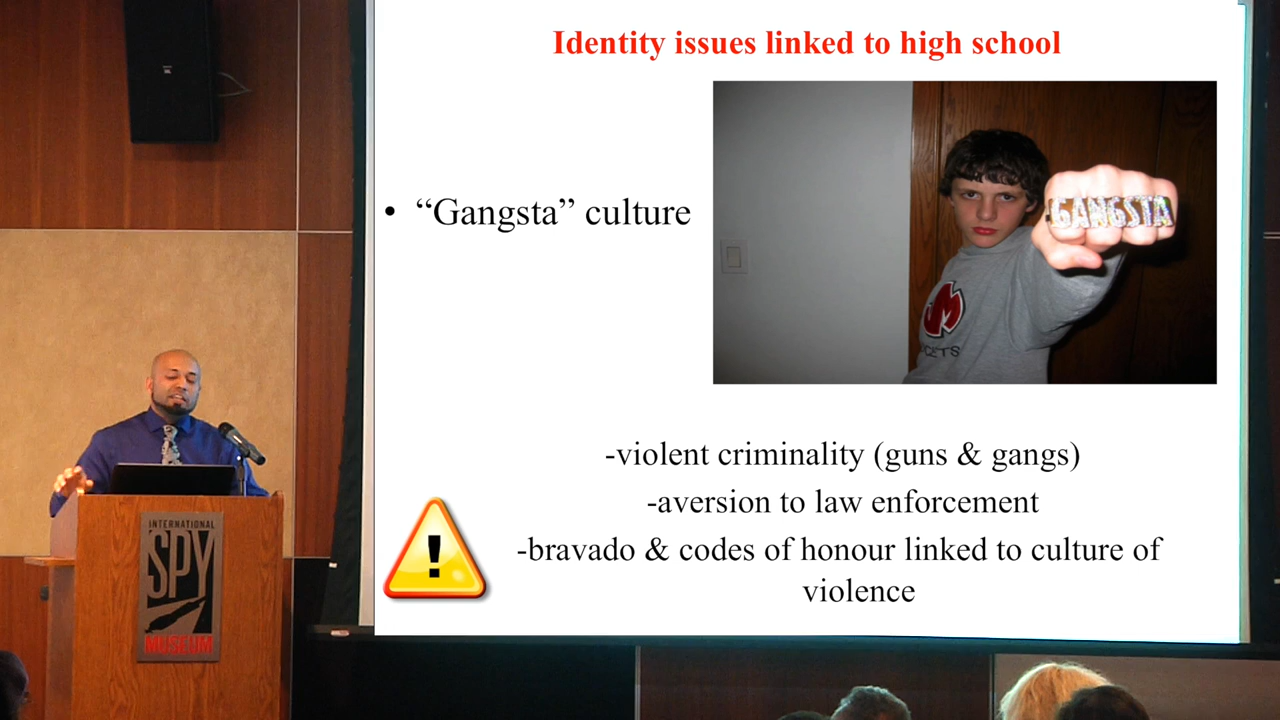 Identity issues linked to high school
• “Gangsta” culture
GANGSTA
-violent criminality (guns & gangs)
-aversion to law enforcement
-bravado & codes of honour linked to culture of
violence
INTERNATIONAL
SPY
MUSEUM
JBL